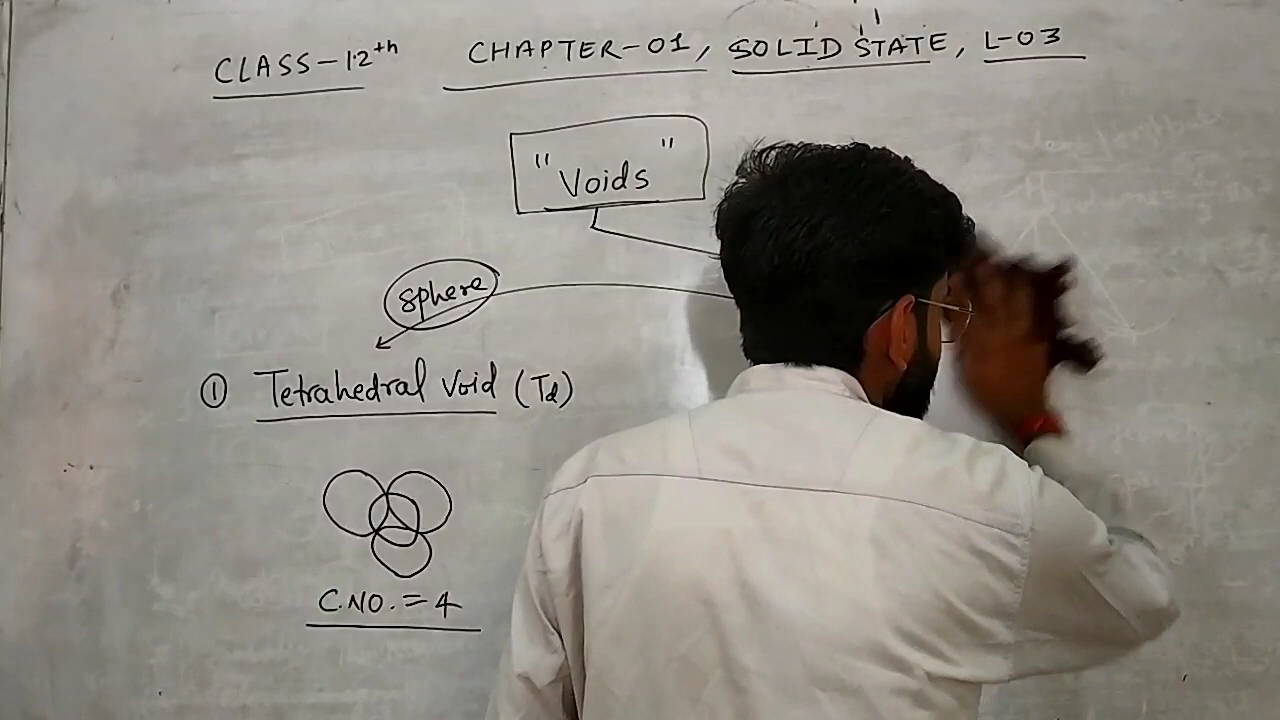 CLASS-12th CHAPTER-01, SOLID STATE, L-03
"Voids"
sphere
① Tetrahedral Void (Td)
C.NO. = 4